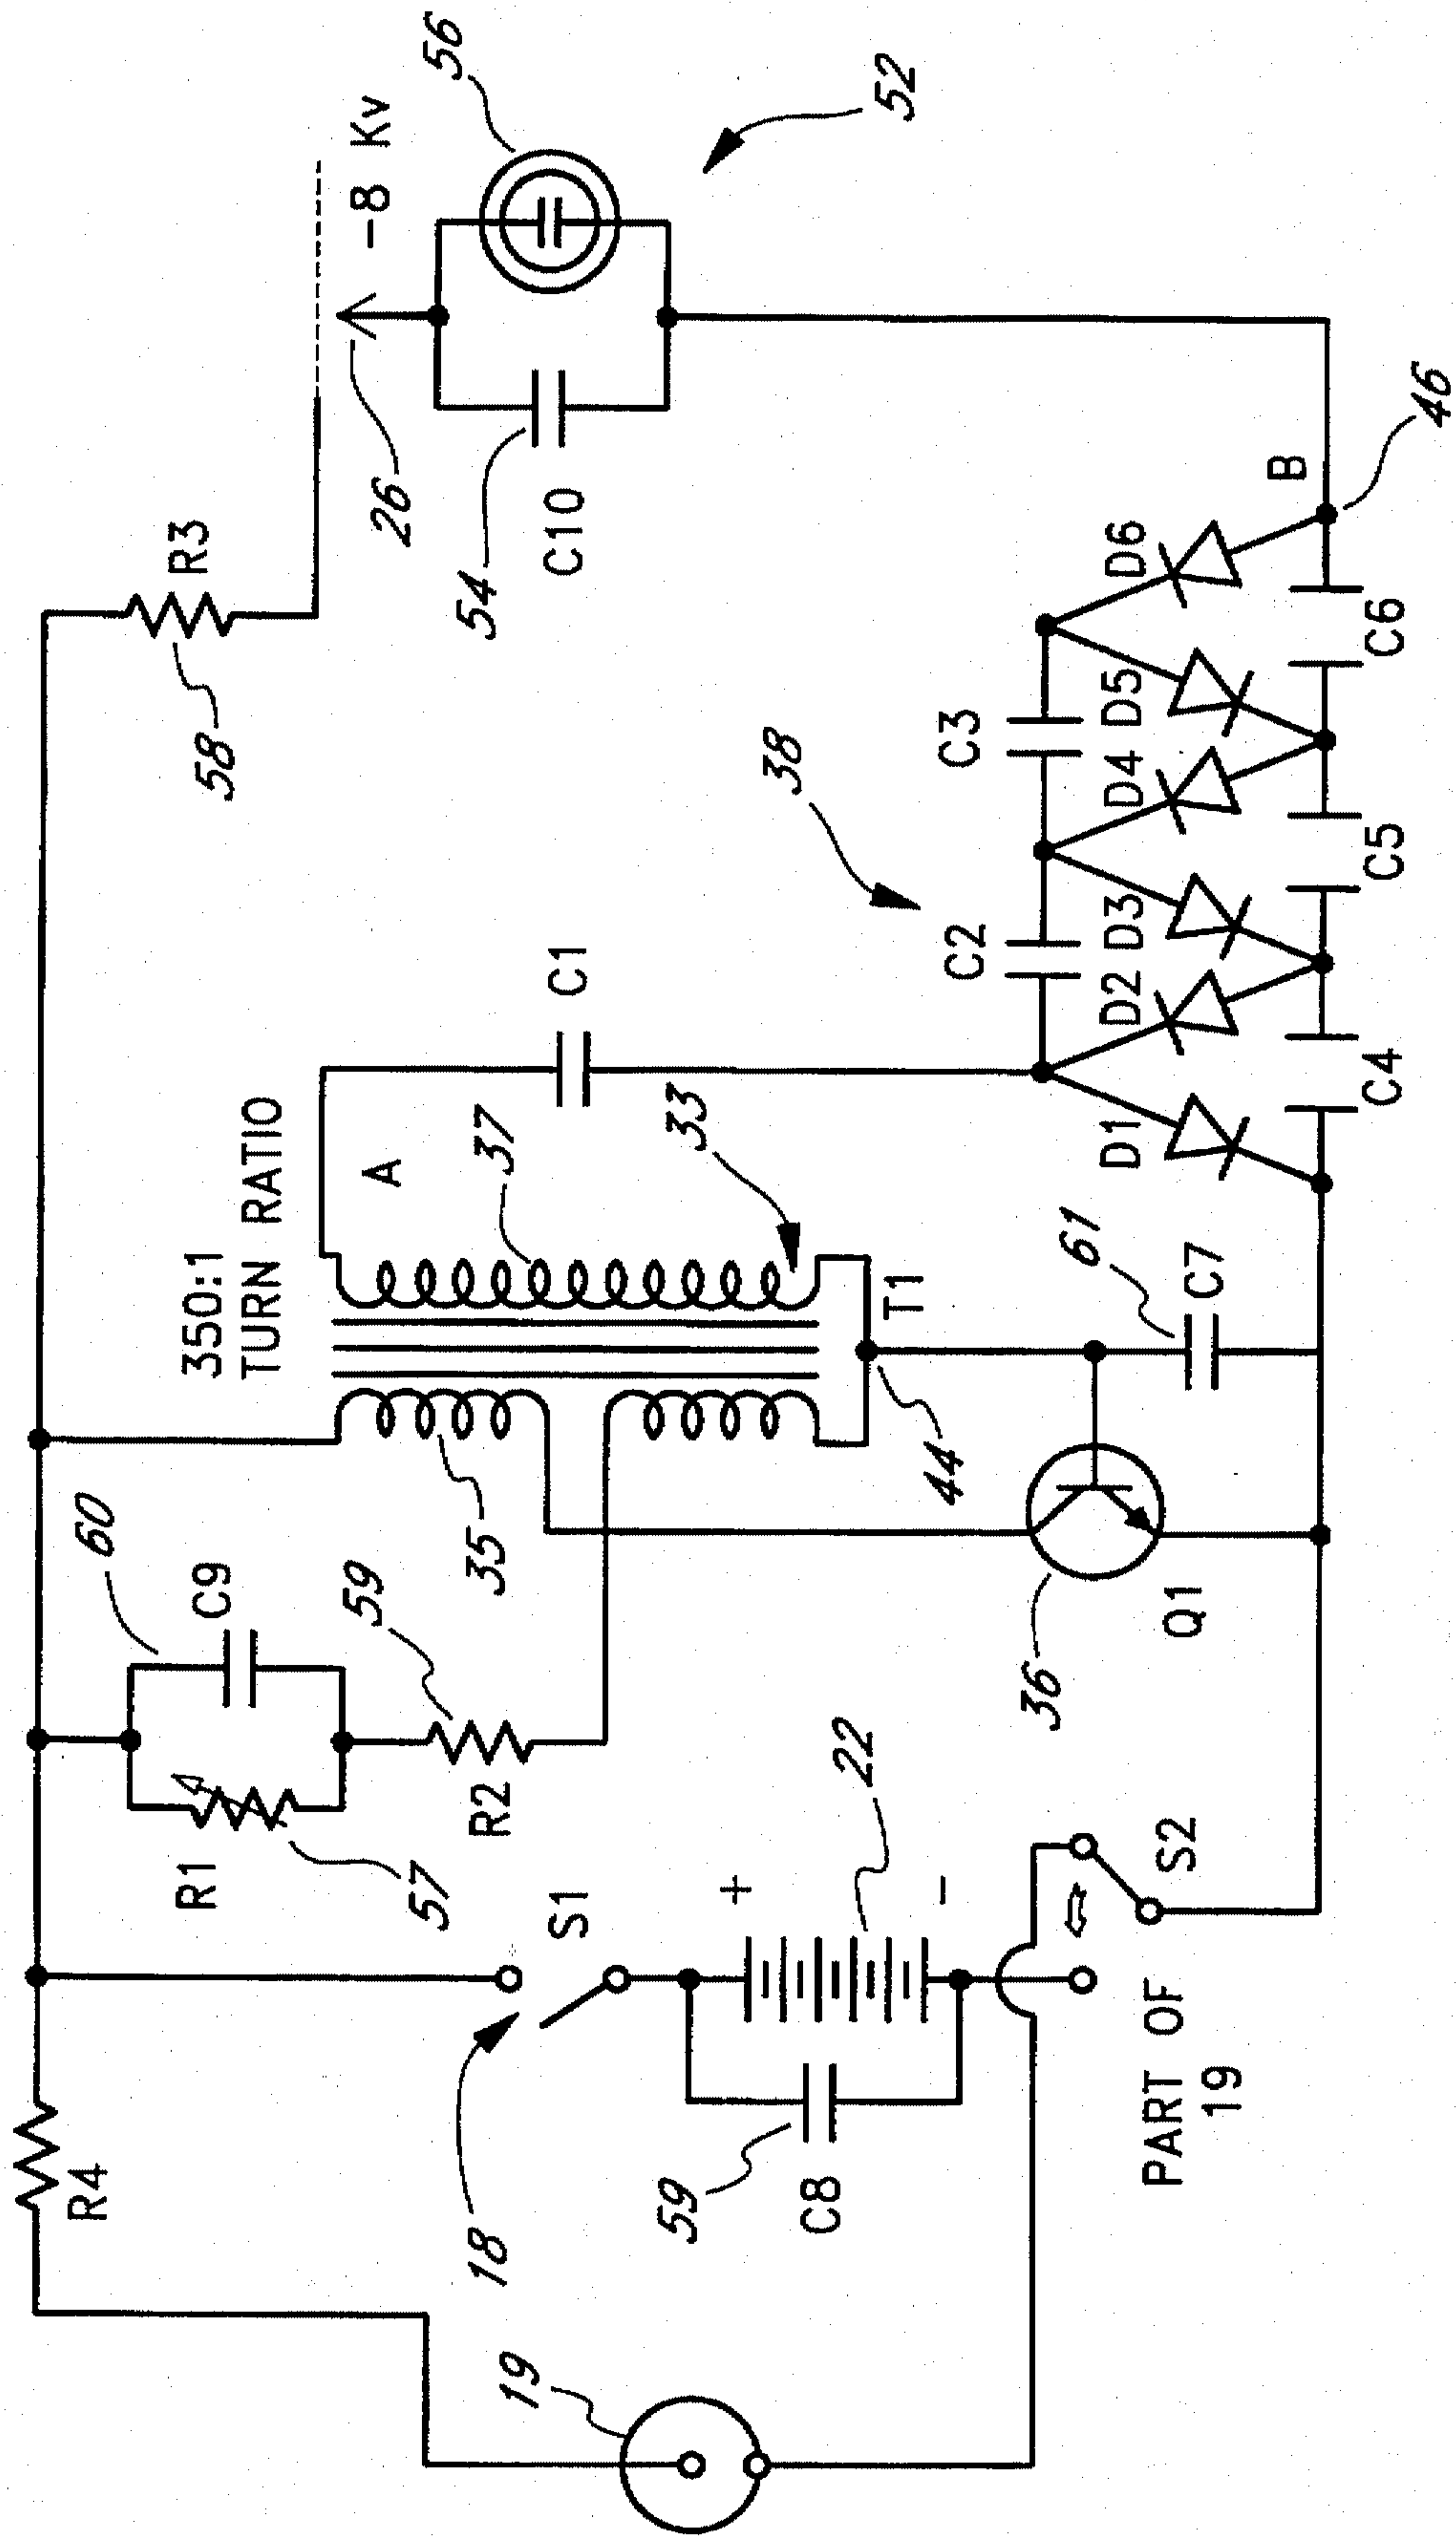 56
-8 Kv
52
26
54
C10
R3
58
B
46
D6
D5
D4
D3
D2
D1
C3
C2
38
C6
C5
C4
C1
350:1
TURN RATIO
A
37
33
T1
61
C7
44
35
60
C9
59
R2
R1
57
36
Q1
S1
+
22
-
S2
PART OF
19
18
59
C8
R4
19